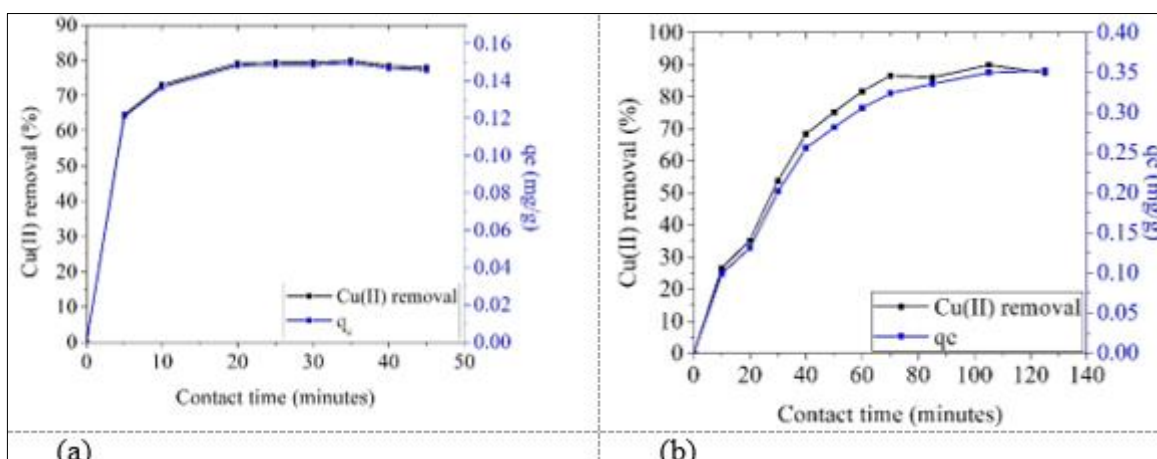 90
80
70
60
50
40
30
20
10
0
Cu(II) removal (%)
0.16
0.14
0.12
0.10
0.08
0.06
0.04
0.02
0.00
qe (mg/g)
Cu(II) removal
qe
0 10 20 30 40 50
Contact time (minutes)
(a)
100
90
80
70
60
50
40
30
20
10
0
Cu(II) removal (%)
0.40
0.35
0.30
0.25
0.20
0.15
0.10
0.05
0.00
qe (mg/g)
Cu(II) removal
qe
0 20 40 60 80 100 120 140
Contact time (minutes)
(b)